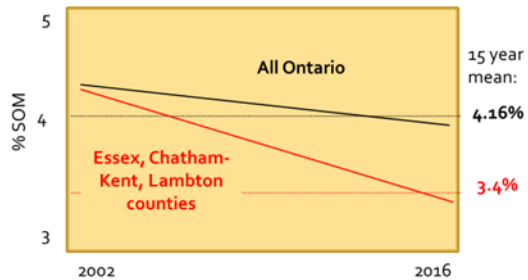 5
All Ontario
15 year
mean:
4.16%
% SOM
4
Essex, Chatham-
Kent, Lambton
counties
3.4%
3
2002
2016